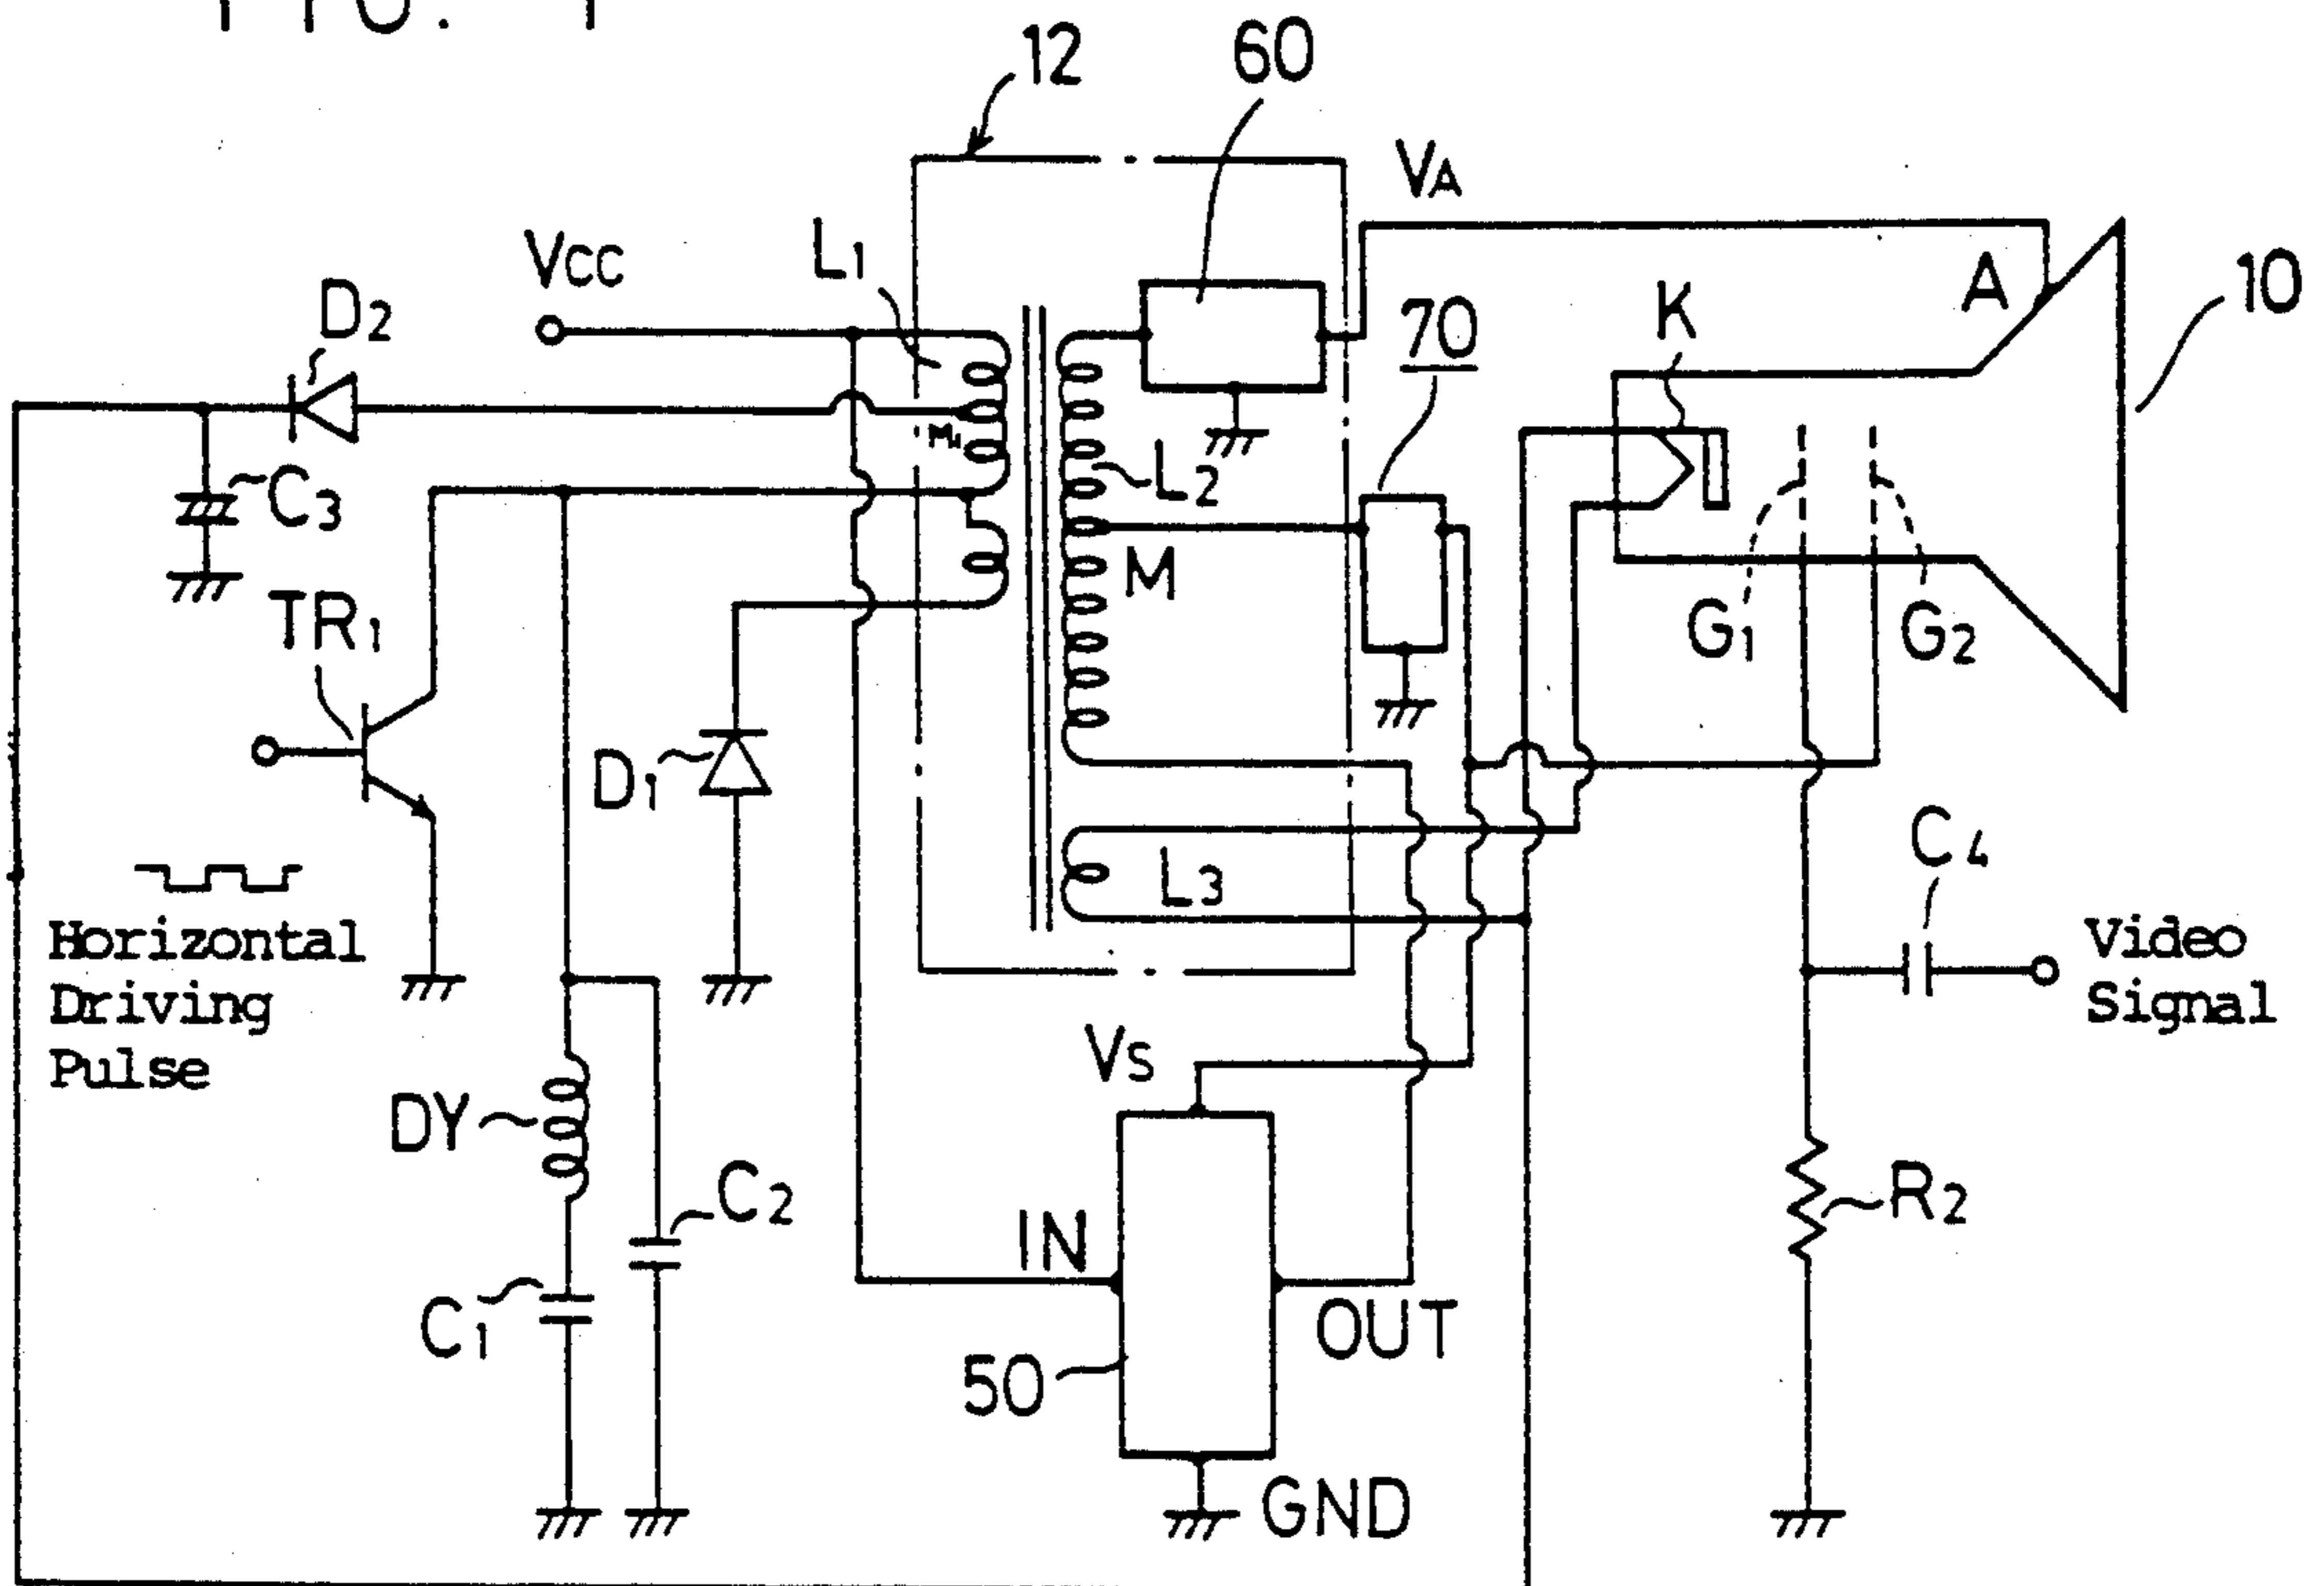 12
60
VA
VCC
L1
D2
70
K
A
10
M1
C3
L2
M
TR1
G1
G2
D1
C4
L3
Horizontal
Driving
Pulse
Video
Signal
VS
DY
C2
IN
R2
C1
OUT
50
GND